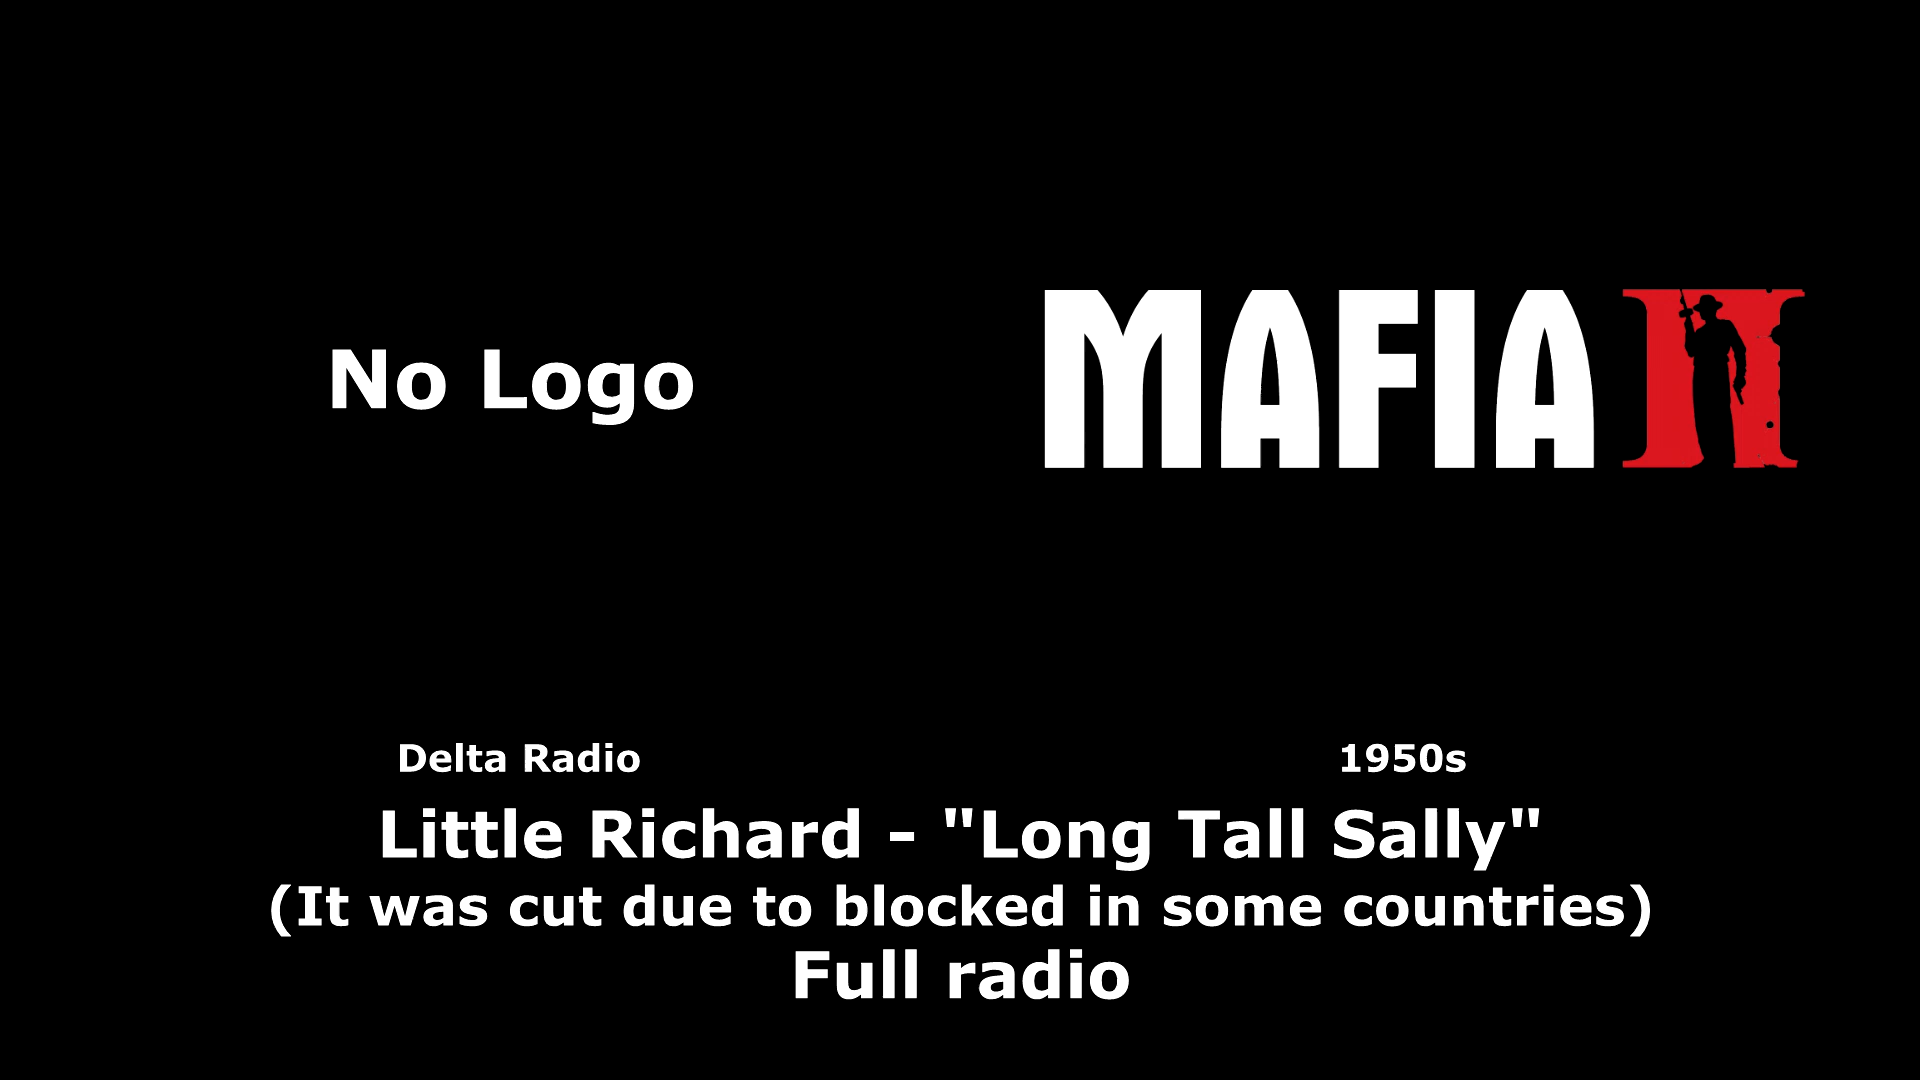 No Logo
MAFIA II
Delta Radio
1950s
Little Richard - "Long Tall Sally"
(It was cut due to blocked in some countries)
Full radio